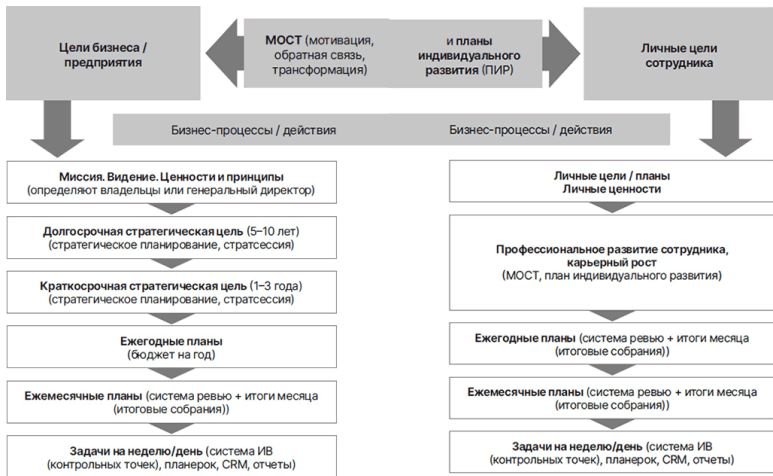 Цели бизнеса /
предприятия
МОСТ (мотивация,
обратная связь,
трансформация)
и планы
индивидуального
развития (ПИР)
Личные цели
сотрудника
Бизнес-процессы / действия
Бизнес-процессы / действия
Миссия. Видение. Ценности и принципы
(определяют владельцы или генеральный директор)
Долгосрочная стратегическая цель (5–10 лет)
(стратегическое планирование, стратсессия)
Краткосрочная стратегическая цель (1–3 года)
(стратегическое планирование, стратсессия)
Ежегодные планы
(бюджет на год)
Ежемесячные планы (система ревью + итоги месяца
(итоговые собрания))
Задачи на неделю/день (система ИВ
(контрольных точек), планерок, CRM, отчеты)
Личные цели / планы
Личные ценности
Профессиональное развитие сотрудника,
карьерный рост
(МОСТ, план индивидуального развития)
Ежегодные планы (система ревью + итоги месяца
(итоговые собрания))
Ежемесячные планы (система ревью + итоги месяца
(итоговые собрания))
Задачи на неделю/день (система ИВ
(контрольных точек), планерок, CRM, отчеты)